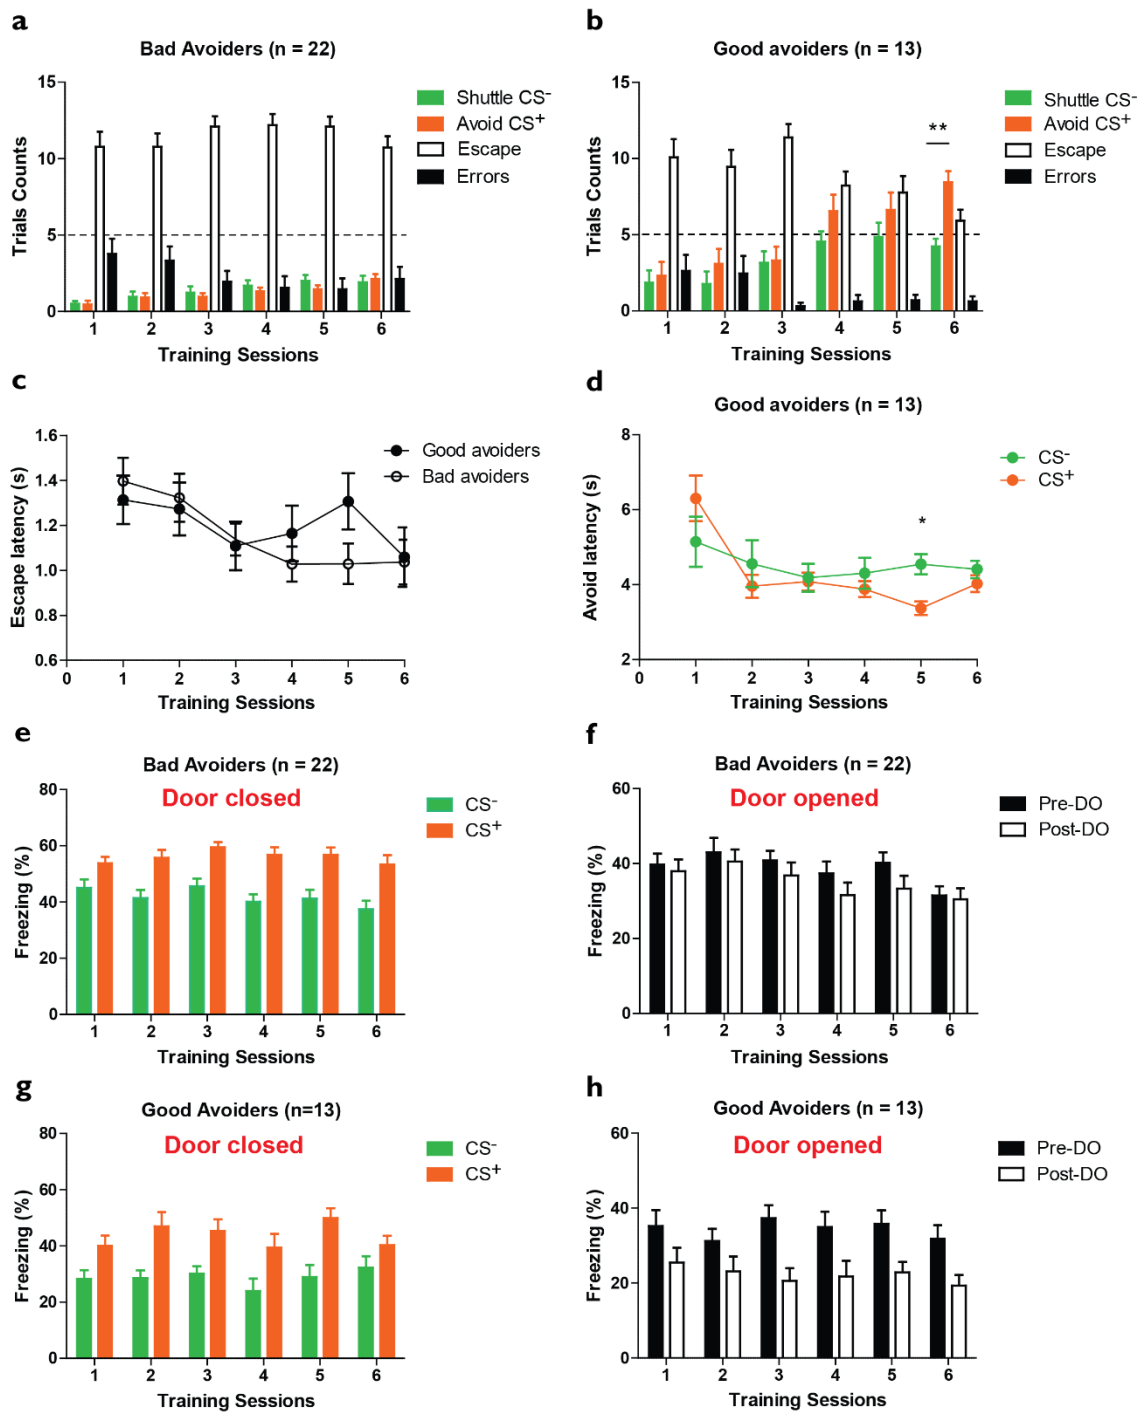 a
Bad Avoiders (n = 22)
15
10
5
0
Trials Counts
1 2 3 4 5 6
Training Sessions
Shuttle CS-
Avoid CS+
Escape
Errors
b
Good avoiders (n = 13)
15
10
5
0
Trials Counts
**
1 2 3 4 5 6
Training Sessions
Shuttle CS-
Avoid CS+
Escape
Errors
c
1.6
1.4
1.2
1.0
0.8
0.6
Escape latency (s)
0 1 2 3 4 5 6
Training Sessions
Good avoiders
Bad avoiders
d
Good avoiders (n = 13)
8
6
4
2
Avoid latency (s)
*
0 1 2 3 4 5 6
Training Sessions
CS-
CS+
e
Bad Avoiders (n = 22)
Door closed
80
60
40
20
0
Freezing (%)
1 2 3 4 5 6
Training Sessions
CS-
CS+
f
Bad Avoiders (n = 22)
Door opened
60
40
20
0
Freezing (%)
1 2 3 4 5 6
Training Sessions
Pre-DO
Post-DO
g
Good Avoiders (n=13)
Door closed
80
60
40
20
0
Freezing (%)
1 2 3 4 5 6
Training Sessions
CS-
CS+
h
Good Avoiders (n = 13)
Door opened
60
40
20
0
Freezing (%)
1 2 3 4 5 6
Training Sessions
Pre-DO
Post-DO